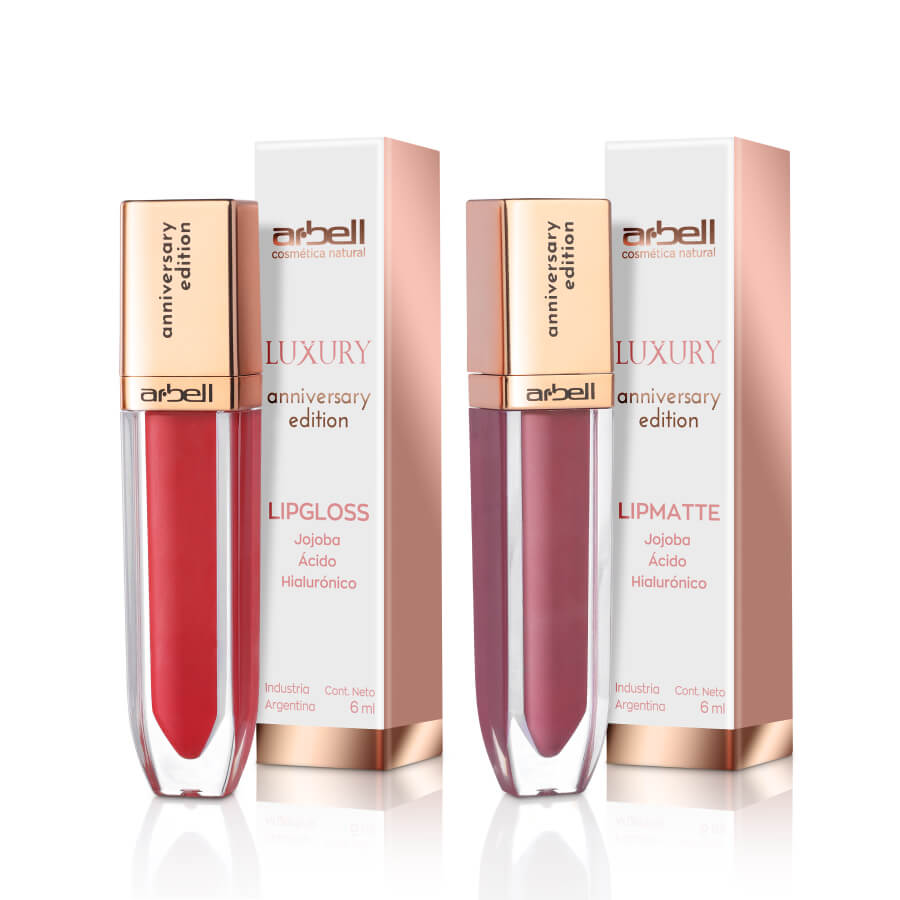 anniversary
edition
arbell
arbell
cosmética natural
LUXURY
anniversary
edition
LIPGLOSS
Jojoba
Ácido
Hialurónico
Industria Cont. Neto
Argentina 6 ml
anniversary
edition
arbell
arbell
cosmética natural
LUXURY
anniversary
edition
LIPMATTE
Jojoba
Ácido
Hialurónico
Industria Cont. Neto
Argentina 6 ml